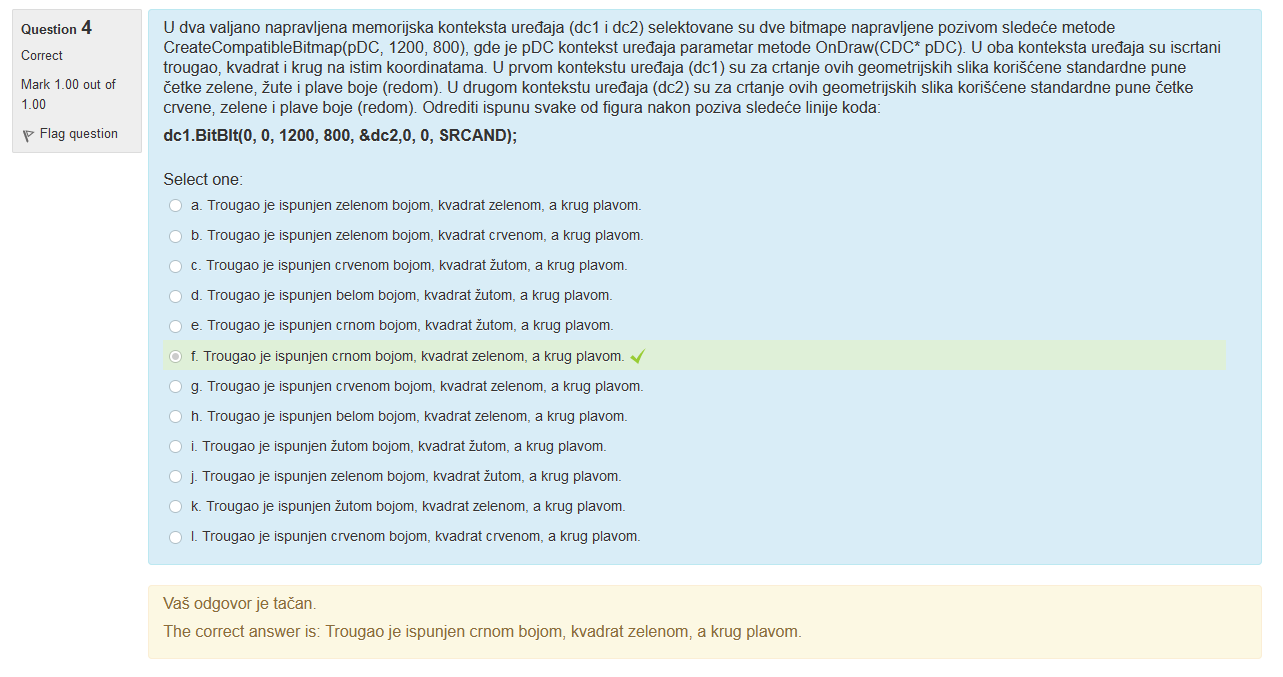 Question 4
Correct
Mark 1.00 out of
1.00
Flag question
U dva valjano napravljena memorijska konteksta uređaja (dc1 i dc2) selektovane su dve bitmape napravljene pozivom sledeće metode
CreateCompatibleBitmap(pDC, 1200, 800), gde je pDC kontekst uređaja parametar metode OnDraw(CDC* pDC). U oba konteksta uređaja su iscrtani
trougao, kvadrat i krug na istim koordinatama. U prvom kontekstu uređaja (dc1) su za crtanje ovih geometrijskih slika korišćene standardne pune
četke zelene, žute i plave boje (redom). U drugom kontekstu uređaja (dc2) su za crtanje ovih geometrijskih slika korišćene standardne pune četke
crvene, zelene i plave boje (redom). Odrediti ispunu svake od figura nakon poziva sledeće linije koda:
dc1.BitBlt(0, 0, 1200, 800, &dc2,0, 0, SRCAND);
Select one:
a. Trougao je ispunjen zelenom bojom, kvadrat zelenom, a krug plavom.
b. Trougao je ispunjen zelenom bojom, kvadrat crvenom, a krug plavom.
c. Trougao je ispunjen crvenom bojom, kvadrat žutom, a krug plavom.
d. Trougao je ispunjen belom bojom, kvadrat žutom, a krug plavom.
e. Trougao je ispunjen crnom bojom, kvadrat žutom, a krug plavom.
f. Trougao je ispunjen crnom bojom, kvadrat zelenom, a krug plavom.
g. Trougao je ispunjen crvenom bojom, kvadrat zelenom, a krug plavom.
h. Trougao je ispunjen belom bojom, kvadrat zelenom, a krug plavom.
i. Trougao je ispunjen žutom bojom, kvadrat žutom, a krug plavom.
j. Trougao je ispunjen zelenom bojom, kvadrat žutom, a krug plavom.
k. Trougao je ispunjen žutom bojom, kvadrat zelenom, a krug plavom.
l. Trougao je ispunjen crvenom bojom, kvadrat crvenom, a krug plavom.
Vaš odgovor je tačan.
The correct answer is: Trougao je ispunjen crnom bojom, kvadrat zelenom, a krug plavom.